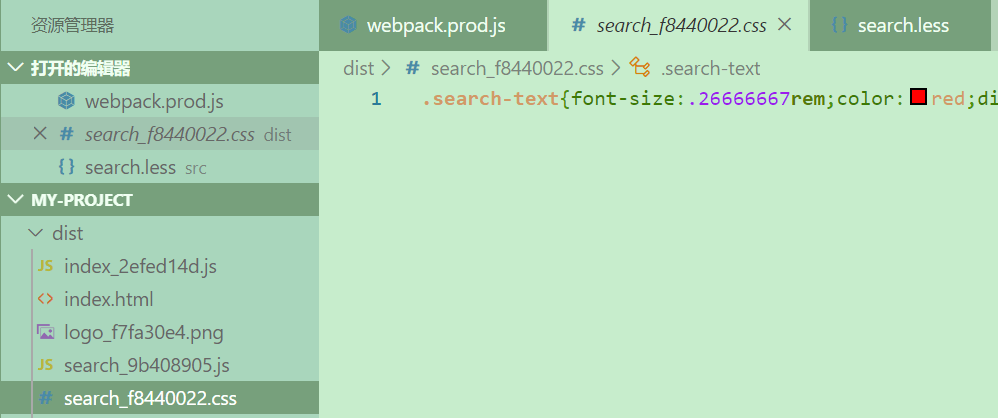 资源管理器
打开的编辑器
webpack.prod.js
search_f8440022.css dist
search.less src
MY-PROJECT
dist
index_2efed14d.js
index.html
logo_f7fa30e4.png
search_9b408905.js
search_f8440022.css
webpack.prod.js search_f8440022.css search.less
dist > # search_f8440022.css > .search-text
1 .search-text{font-size:.26666667rem;color:red;di